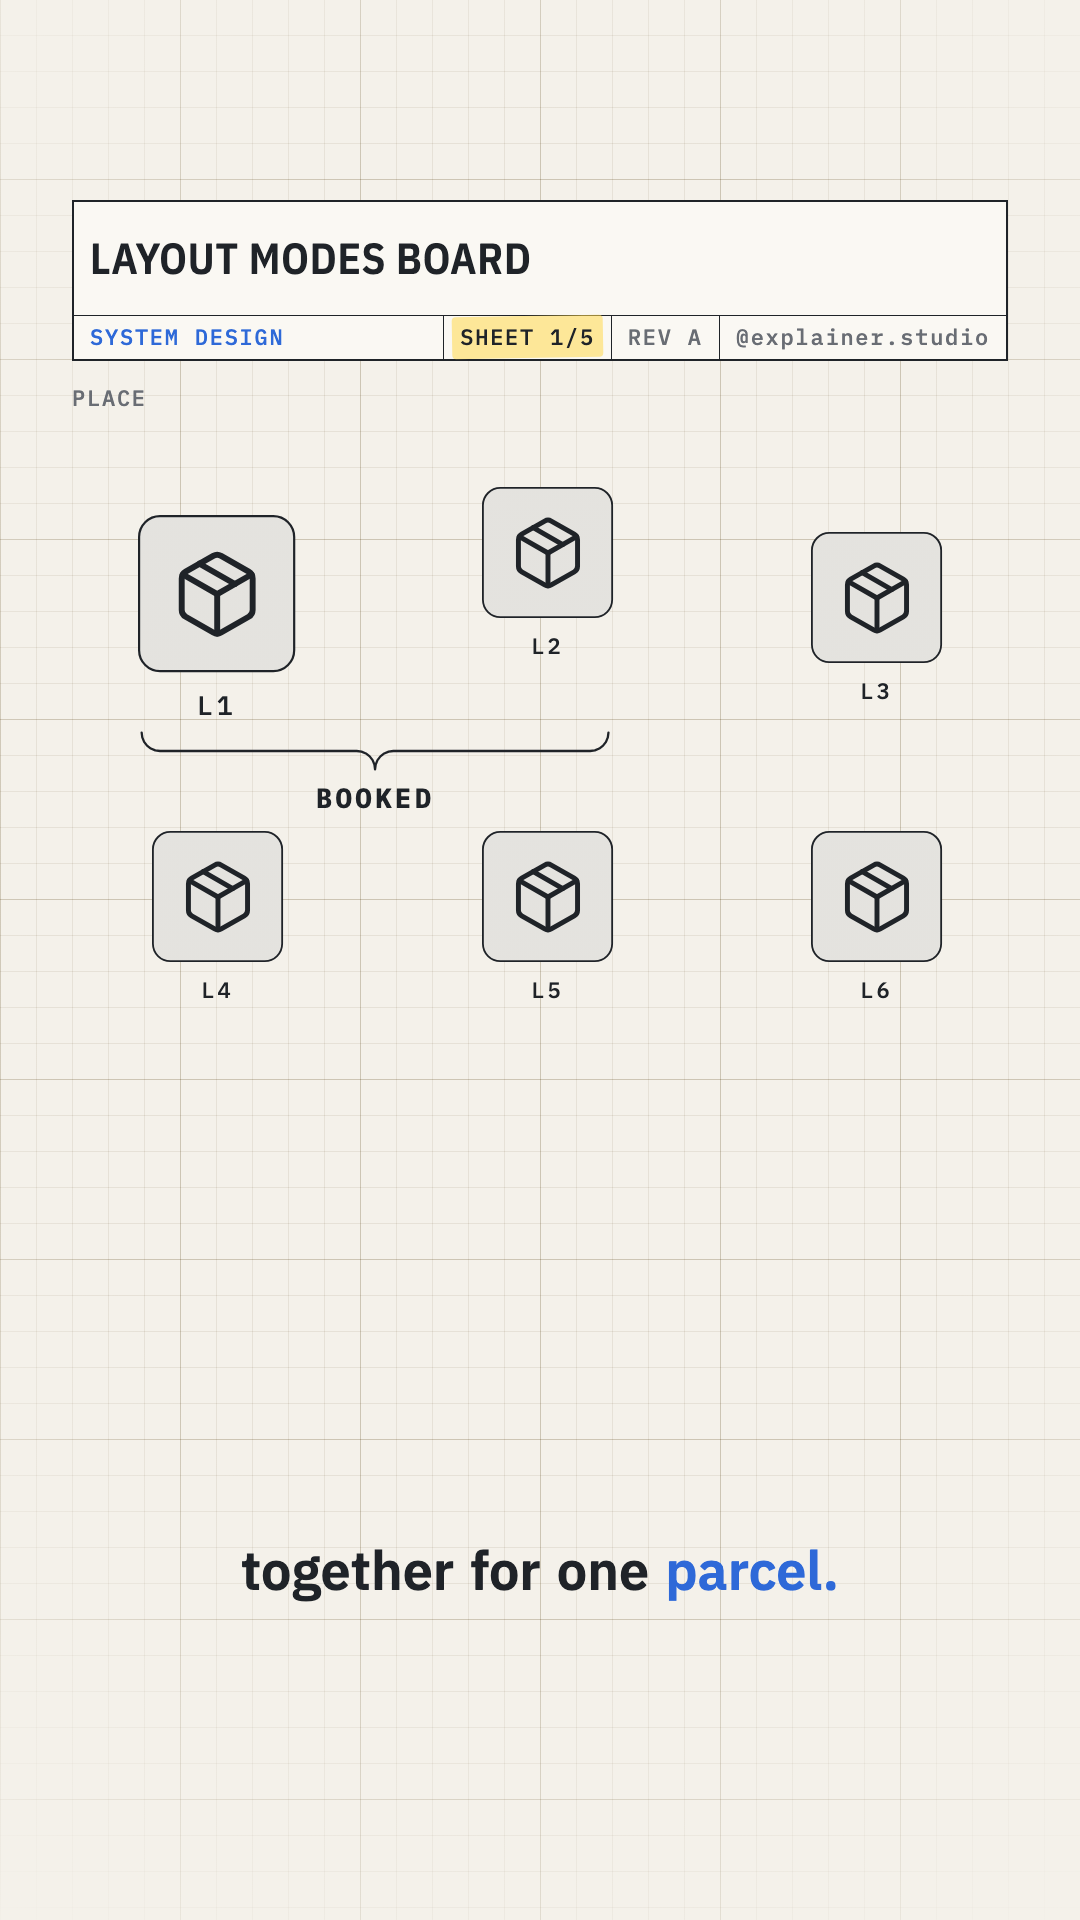 LAYOUT MODES BOARD
SYSTEM DESIGN SHEET 1/5 REV A @explainer.studio
PLACE
L1
L2
L3
BOOKED
L4
L5
L6
together for one parcel.